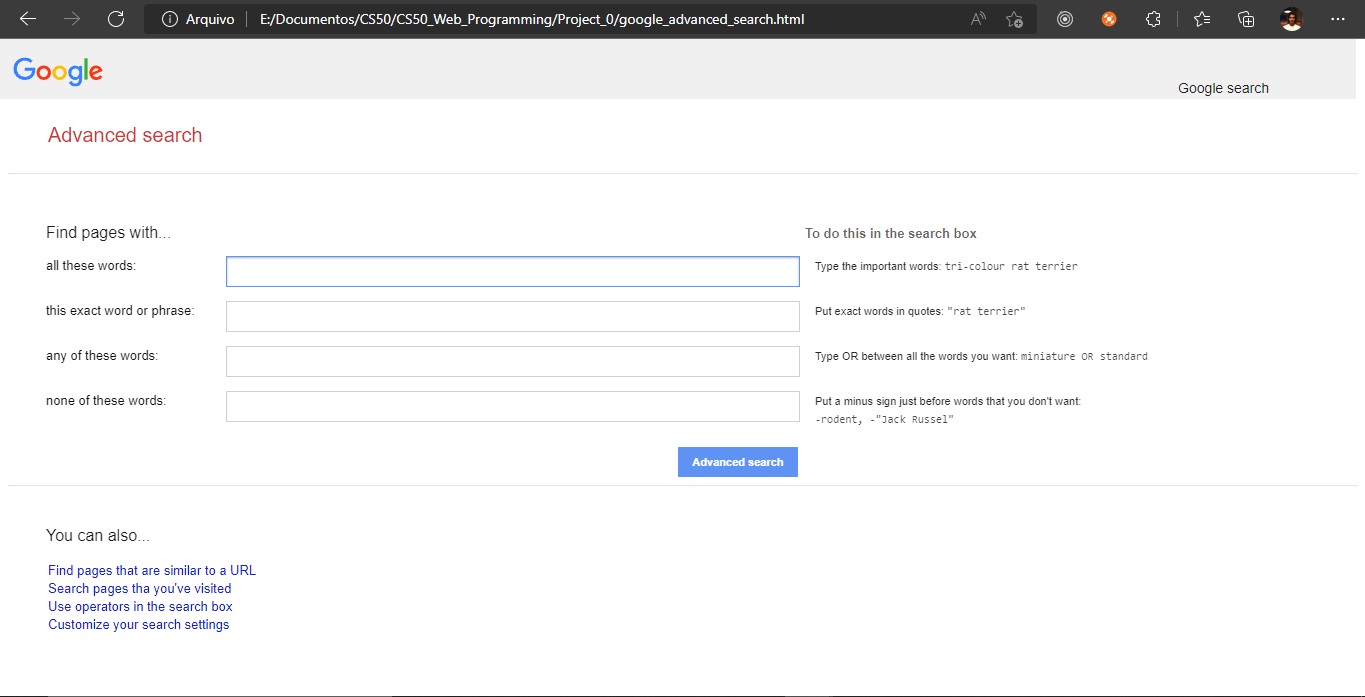 Arquivo E:/Documentos/CS50/CS50_Web_Programming/Project_0/google_advanced_search.html
Google
Google search
Advanced search
Find pages with...
To do this in the search box
all these words:
Type the important words: tri-colour rat terrier
this exact word or phrase:
Put exact words in quotes: "rat terrier"
any of these words:
Type OR between all the words you want: miniature OR standard
none of these words:
Put a minus sign just before words that you don't want:
-rodent, -"Jack Russel"
Advanced search
You can also...
Find pages that are similar to a URL
Search pages tha you've visited
Use operators in the search box
Customize your search settings